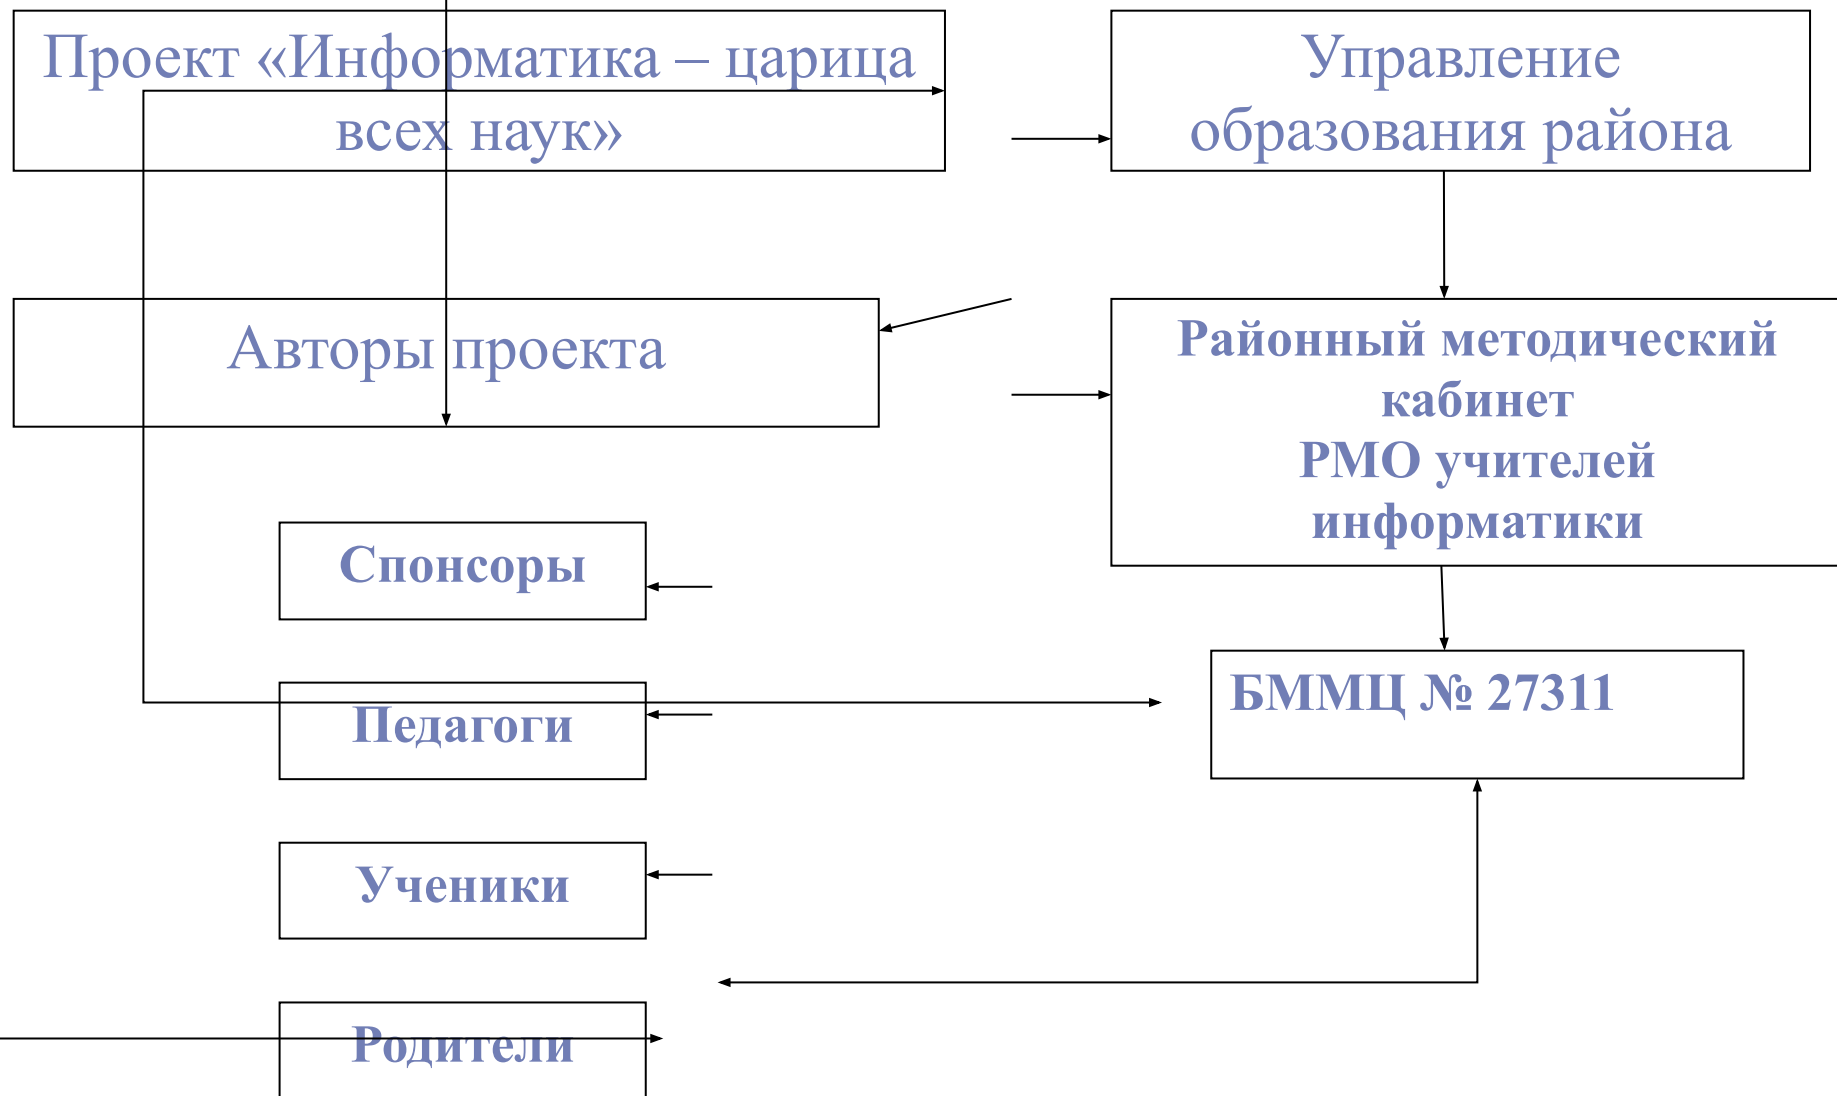 Проект «Информатика – царица
всех наук»
Управление
образования района
Авторы проекта
Районный методический
кабинет
РМО учителей
информатики
Спонсоры
Педагоги
БММЦ № 27311
Ученики
Родители